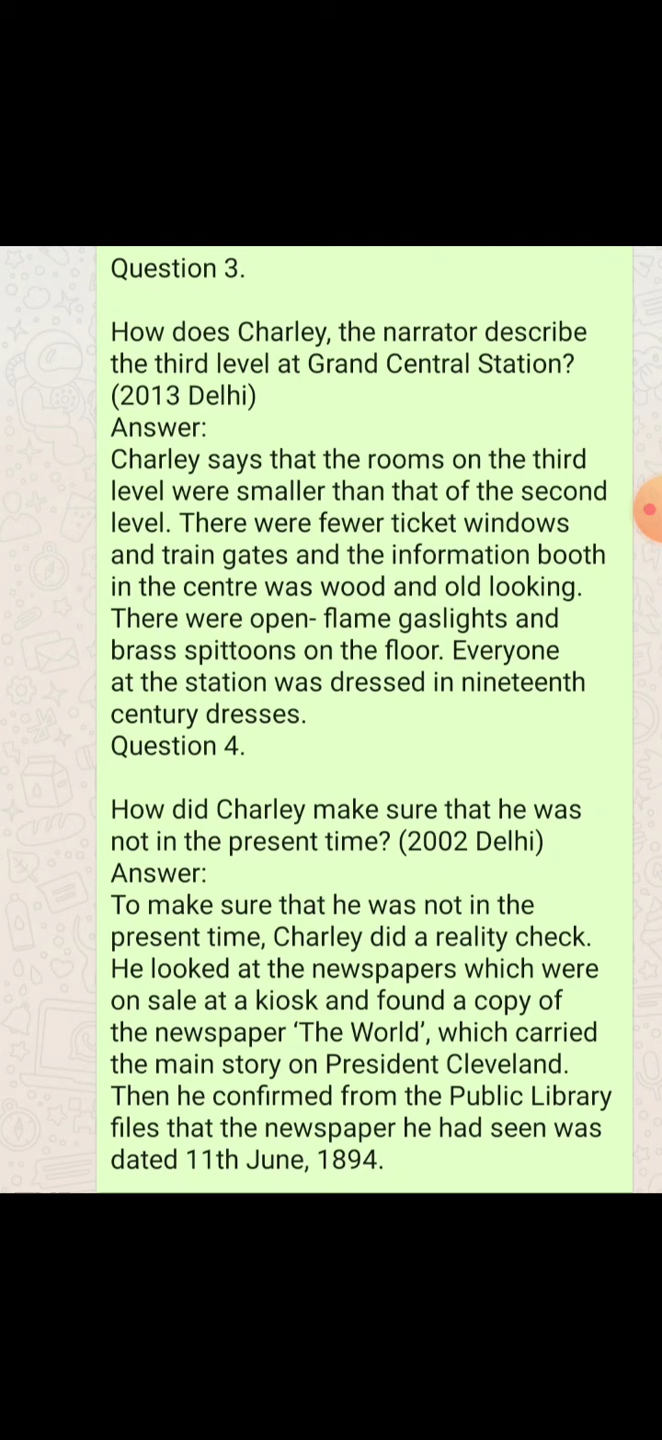 Question 3.
How does Charley, the narrator describe
the third level at Grand Central Station?
(2013 Delhi)
Answer:
Charley says that the rooms on the third
level were smaller than that of the second
level. There were fewer ticket windows
and train gates and the information booth
in the centre was wood and old looking.
There were open- flame gaslights and
brass spittoons on the floor. Everyone
at the station was dressed in nineteenth
century dresses.
Question 4.
How did Charley make sure that he was
not in the present time? (2002 Delhi)
Answer:
To make sure that he was not in the
present time, Charley did a reality check.
He looked at the newspapers which were
on sale at a kiosk and found a copy of
the newspaper ‘The World’, which carried
the main story on President Cleveland.
Then he confirmed from the Public Library
files that the newspaper he had seen was
dated 11th June, 1894.